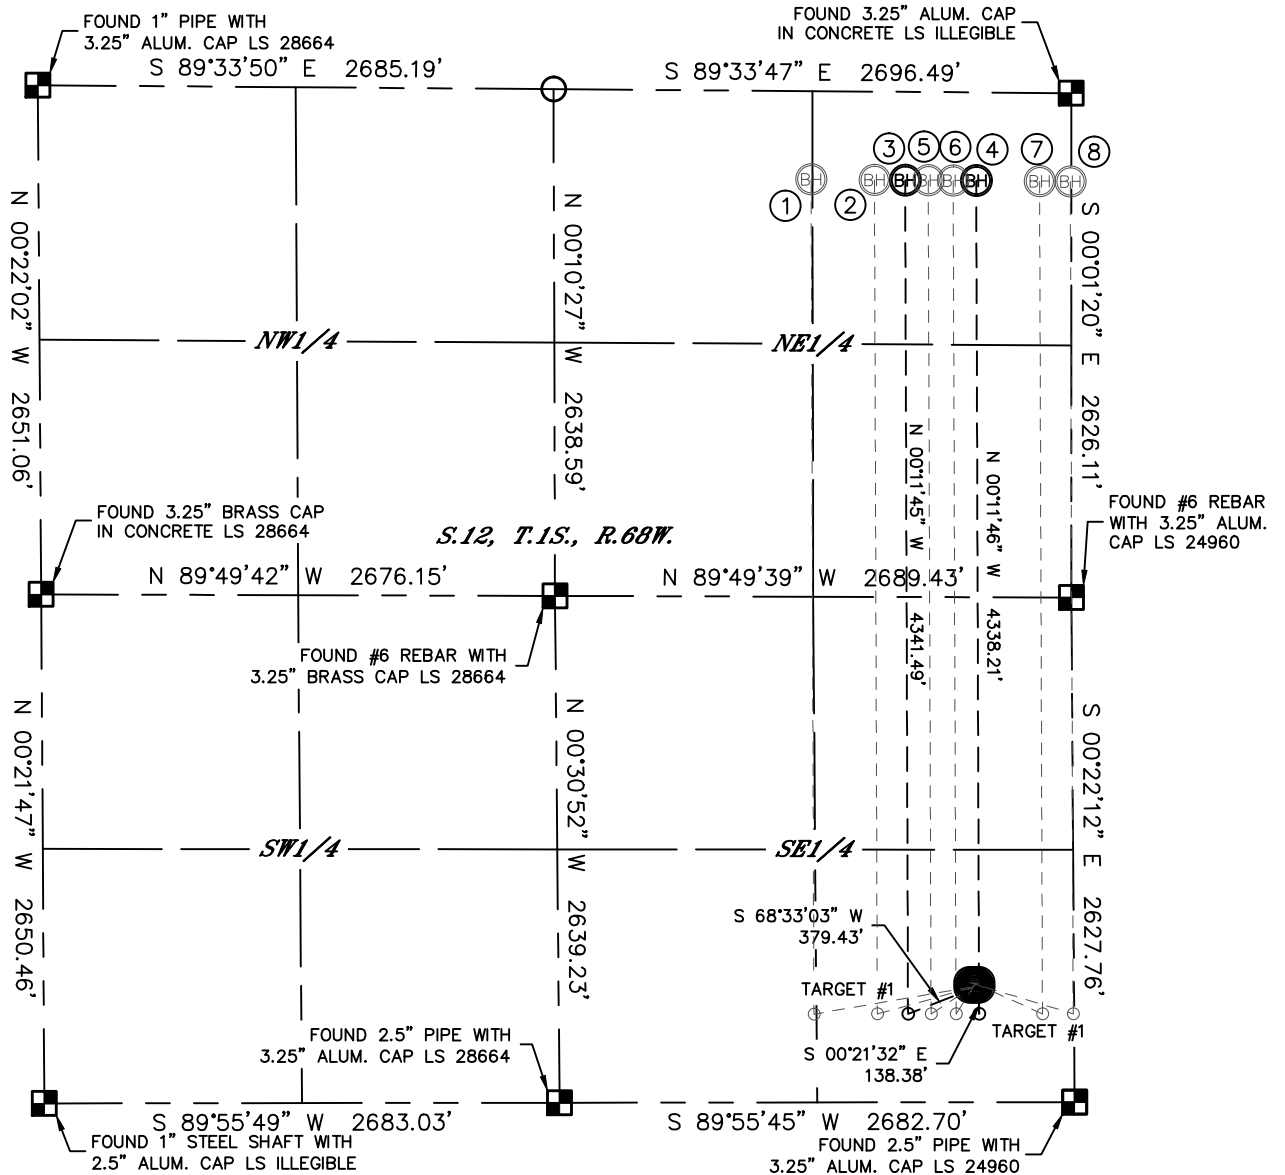 FOUND 1" PIPE WITH
3.25" ALUM. CAP LS 28664
FOUND 3.25" ALUM. CAP
IN CONCRETE LS ILLEGIBLE
S 89°33'50" E 2685.19'
S 89°33'47" E 2696.49'
3
5
6
4
7
8
BH
BH
BH
BH
BH
BH
BH
BH
1
2
N 00°22'02" W 2651.06'
N 00°10'27" W 2638.59'
S 00°01'20" E 2626.11'
NW1/4
NE1/4
N 00°11'45" W 4341.49'
N 00°11'46" W 4338.21'
FOUND 3.25" BRASS CAP
IN CONCRETE LS 28664
S.12, T.1S., R.68W.
FOUND #6 REBAR
WITH 3.25" ALUM.
CAP LS 24960
N 89°49'42" W 2676.15'
N 89°49'39" W 2689.43'
FOUND #6 REBAR WITH
3.25" BRASS CAP LS 28664
N 00°21'47" W 2650.46'
N 00°30'52" W 2639.23'
S 00°22'12" E 2627.76'
SW1/4
SE1/4
S 68°33'03" W
379.43'
TARGET #1
TARGET #1
S 00°21'32" E
138.38'
FOUND 2.5" PIPE WITH
3.25" ALUM. CAP LS 28664
S 89°55'49" W 2683.03'
S 89°55'45" W 2682.70'
FOUND 1" STEEL SHAFT WITH
2.5" ALUM. CAP LS ILLEGIBLE
FOUND 2.5" PIPE WITH
3.25" ALUM. CAP LS 24960